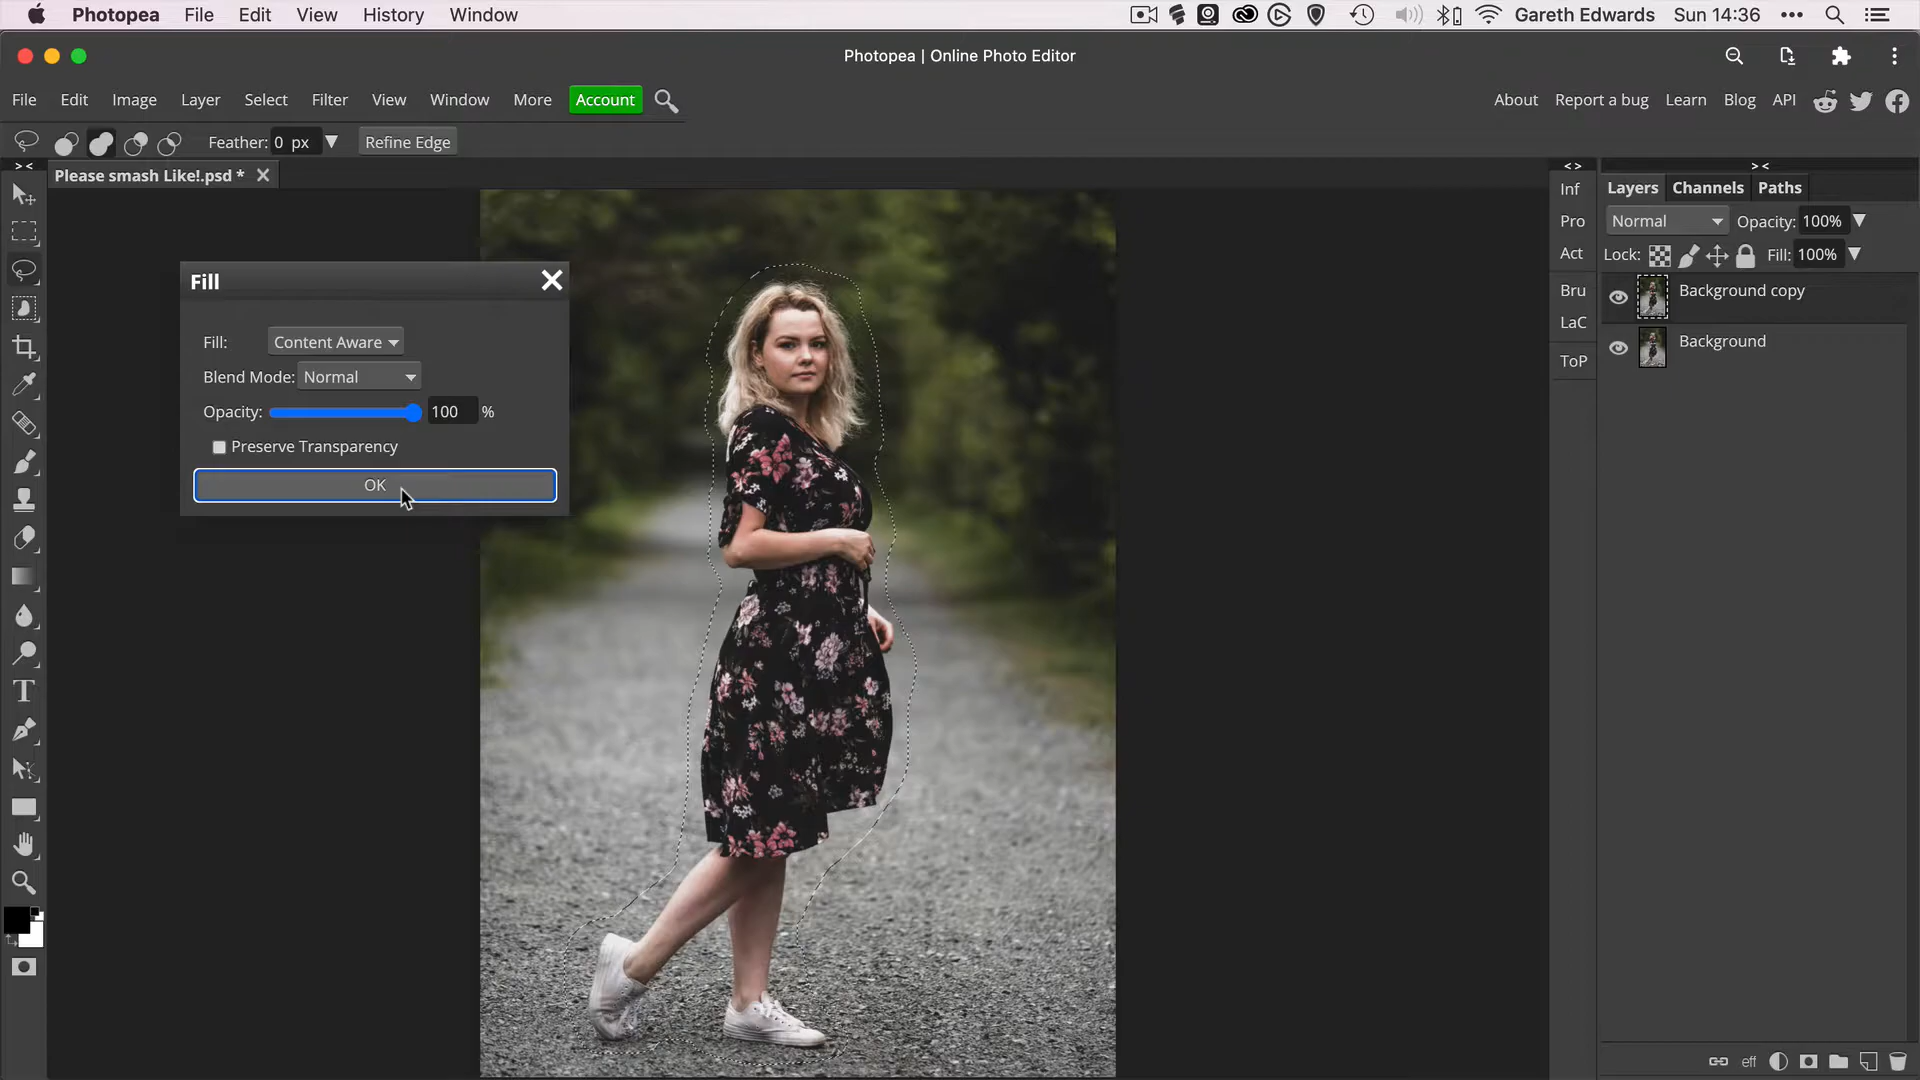 Photopea File Edit View History Window Gareth Edwards Sun 14:36
Photopea | Online Photo Editor
File Edit Image Layer Select Filter View Window More Account About Report a bug Learn Blog API
Feather: 0 px Refine Edge
Please smash Like!.psd *
Inf
Pro
Act
Bru
LaC
ToP
Layers Channels Paths
Normal Opacity: 100%
Lock: Fill: 100%
Background copy
Background
Fill
Fill: Content Aware
Blend Mode: Normal
Opacity: 100 %
Preserve Transparency
OK
eff